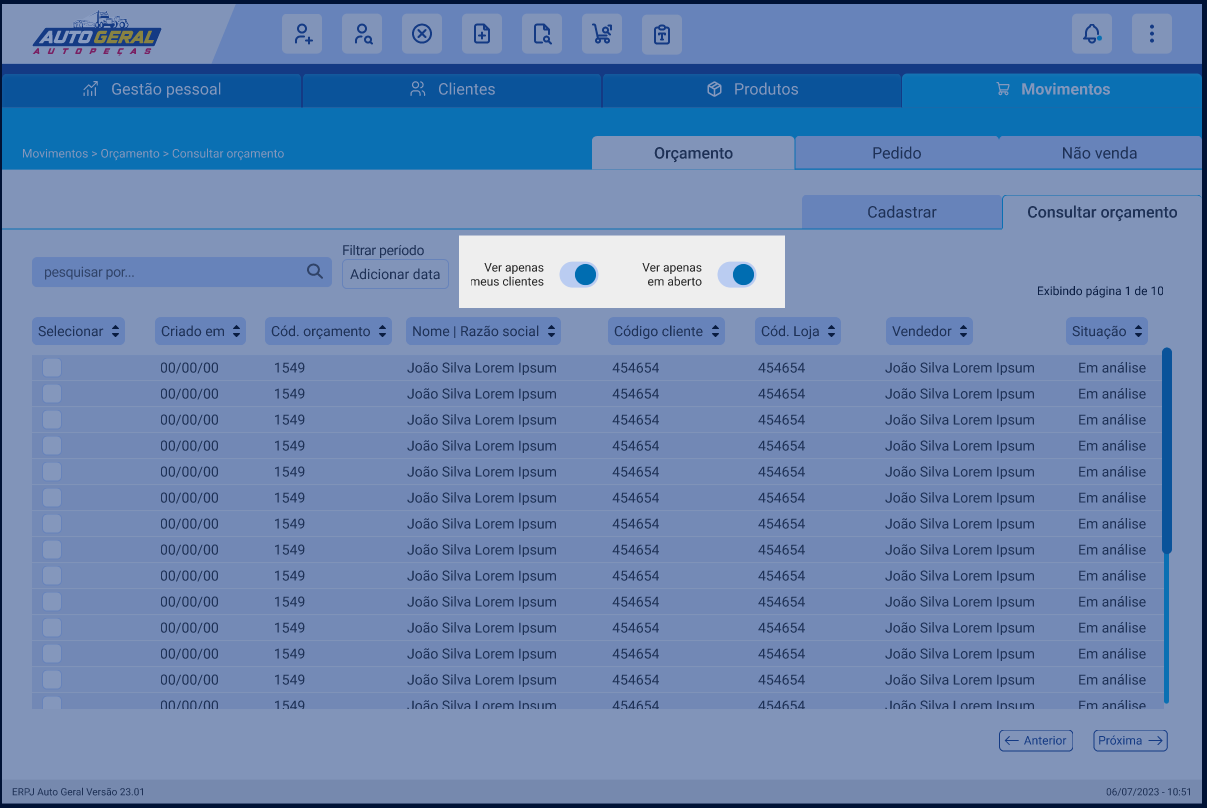 AUTO GERAL
AUTOPEÇAS
Gestão pessoal
Clientes
Produtos
Movimentos
Movimentos > Orçamento > Consultar orçamento
Orçamento
Pedido
Não venda
Cadastrar
Consultar orçamento
pesquisar por...
Filtrar período
Adicionar data
Ver apenas
meus clientes
Ver apenas
em aberto
Exibindo página 1 de 10
Selecionar Criado em Cód. orçamento Nome | Razão social Código cliente Cód. Loja Vendedor Situação
00/00/00 1549 João Silva Lorem Ipsum 454654 454654 João Silva Lorem Ipsum Em análise
00/00/00 1549 João Silva Lorem Ipsum 454654 454654 João Silva Lorem Ipsum Em análise
00/00/00 1549 João Silva Lorem Ipsum 454654 454654 João Silva Lorem Ipsum Em análise
00/00/00 1549 João Silva Lorem Ipsum 454654 454654 João Silva Lorem Ipsum Em análise
00/00/00 1549 João Silva Lorem Ipsum 454654 454654 João Silva Lorem Ipsum Em análise
00/00/00 1549 João Silva Lorem Ipsum 454654 454654 João Silva Lorem Ipsum Em análise
00/00/00 1549 João Silva Lorem Ipsum 454654 454654 João Silva Lorem Ipsum Em análise
00/00/00 1549 João Silva Lorem Ipsum 454654 454654 João Silva Lorem Ipsum Em análise
00/00/00 1549 João Silva Lorem Ipsum 454654 454654 João Silva Lorem Ipsum Em análise
00/00/00 1549 João Silva Lorem Ipsum 454654 454654 João Silva Lorem Ipsum Em análise
00/00/00 1549 João Silva Lorem Ipsum 454654 454654 João Silva Lorem Ipsum Em análise
00/00/00 1549 João Silva Lorem Ipsum 454654 454654 João Silva Lorem Ipsum Em análise
00/00/00 1549 João Silva Lorem Ipsum 454654 454654 João Silva Lorem Ipsum Em análise
00/00/00 1549 João Silva Lorem Ipsum 454654 454654 João Silva Lorem Ipsum Em análise
← Anterior
Próxima →
ERPJ Auto Geral Versão 23.01
06/07/2023 - 10:51